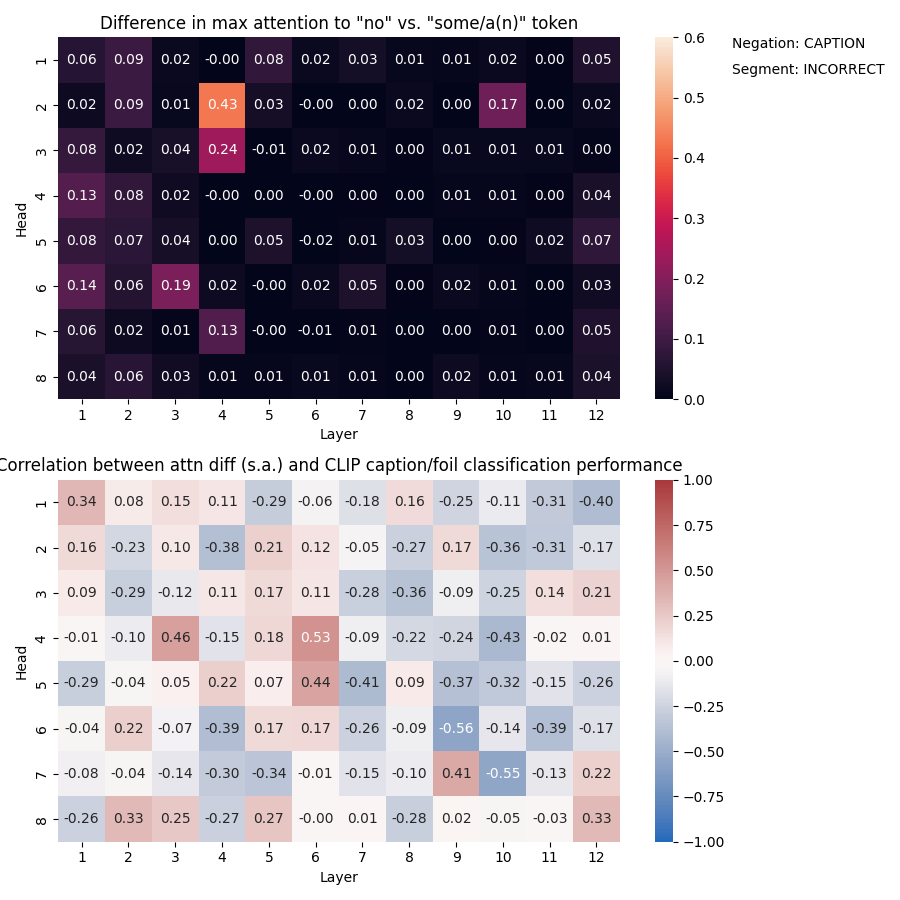 Difference in max attention to "no" vs. "some/a(n)" token
Negation: CAPTION
Segment: INCORRECT
Head
1 0.06 0.09 0.02 -0.00 0.08 0.02 0.03 0.01 0.01 0.02 0.00 0.05
2 0.02 0.09 0.01 0.43 0.03 -0.00 0.00 0.02 0.00 0.17 0.00 0.02
3 0.08 0.02 0.04 0.24 -0.01 0.02 0.01 0.00 0.01 0.01 0.01 0.00
4 0.13 0.08 0.02 -0.00 0.00 -0.00 0.00 0.00 0.01 0.01 0.00 0.04
5 0.08 0.07 0.04 0.00 0.05 -0.02 0.01 0.03 0.00 0.00 0.02 0.07
6 0.14 0.06 0.19 0.02 -0.00 0.02 0.05 0.00 0.02 0.01 0.00 0.03
7 0.06 0.02 0.01 0.13 -0.00 -0.01 0.01 0.00 0.00 0.01 0.00 0.05
8 0.04 0.06 0.03 0.01 0.01 0.01 0.01 0.00 0.02 0.01 0.01 0.04
1 2 3 4 5 6 7 8 9 10 11 12
Layer
0.6
0.5
0.4
0.3
0.2
0.1
0.0
Correlation between attn diff (s.a.) and CLIP caption/foil classification performance
Head
1 0.34 0.08 0.15 0.11 -0.29 -0.06 -0.18 0.16 -0.25 -0.11 -0.31 -0.40
2 0.16 -0.23 0.10 -0.38 0.21 0.12 -0.05 -0.27 0.17 -0.36 -0.31 -0.17
3 0.09 -0.29 -0.12 0.11 0.17 0.11 -0.28 -0.36 -0.09 -0.25 0.14 0.21
4 -0.01 -0.10 0.46 -0.15 0.18 0.53 -0.09 -0.22 -0.24 -0.43 -0.02 0.01
5 -0.29 -0.04 0.05 0.22 0.07 0.44 -0.41 0.09 -0.37 -0.32 -0.15 -0.26
6 -0.04 0.22 -0.07 -0.39 0.17 0.17 -0.26 -0.09 -0.56 -0.14 -0.39 -0.17
7 -0.08 -0.04 -0.14 -0.30 -0.34 -0.01 -0.15 -0.10 0.41 -0.55 -0.13 0.22
8 -0.26 0.33 0.25 -0.27 0.27 -0.00 0.01 -0.28 0.02 -0.05 -0.03 0.33
1 2 3 4 5 6 7 8 9 10 11 12
Layer
1.00
0.75
0.50
0.25
0.00
−0.25
−0.50
−0.75
−1.00